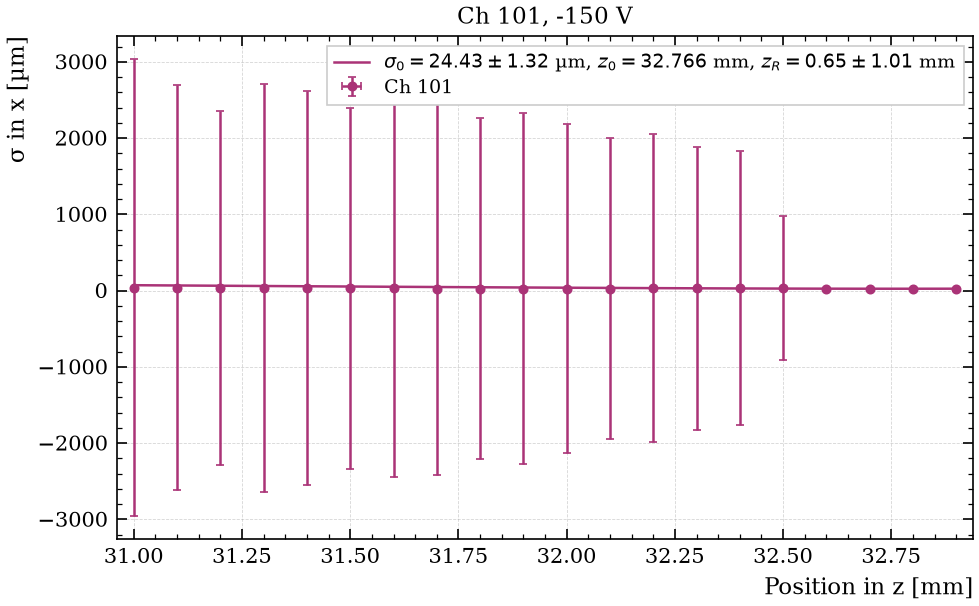 Ch 101, -150 V
σ in x [µm]
σ₀ = 24.43 ± 1.32 µm, z₀ = 32.766 mm, z_R = 0.65 ± 1.01 mm
Ch 101
3000
2000
1000
0
−1000
−2000
−3000
31.00 31.25 31.50 31.75 32.00 32.25 32.50 32.75
Position in z [mm]